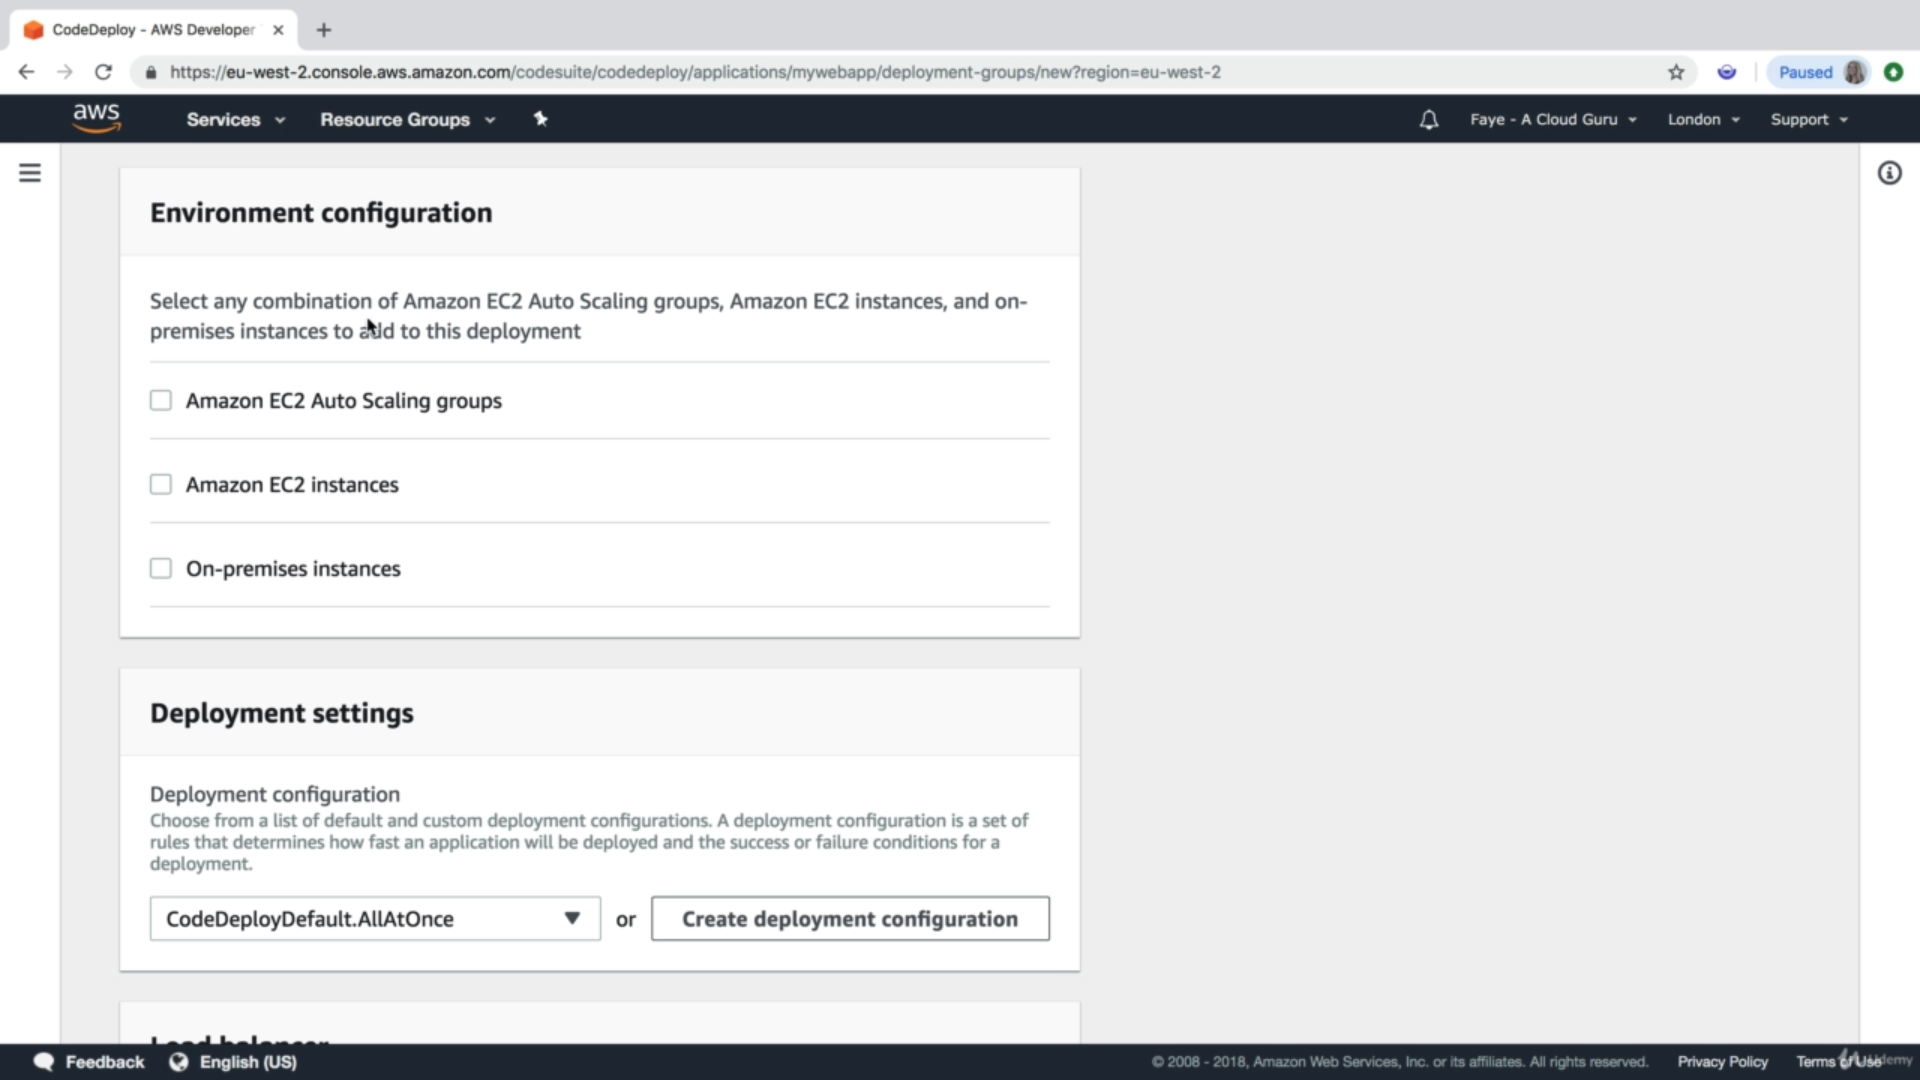 CodeDeploy - AWS Developer
https://eu-west-2.console.aws.amazon.com/codesuite/codedeploy/applications/mywebapp/deployment-groups/new?region=eu-west-2
Paused
aws
Services
Resource Groups
Faye - A Cloud Guru
London
Support
Environment configuration
Select any combination of Amazon EC2 Auto Scaling groups, Amazon EC2 instances, and on-
premises instances to add to this deployment
Amazon EC2 Auto Scaling groups
Amazon EC2 instances
On-premises instances
Deployment settings
Deployment configuration
Choose from a list of default and custom deployment configurations. A deployment configuration is a set of
rules that determines how fast an application will be deployed and the success or failure conditions for a
deployment.
CodeDeployDefault.AllAtOnce
or
Create deployment configuration
Load balancer
Feedback
English (US)
© 2008 - 2018, Amazon Web Services, Inc. or its affiliates. All rights reserved.
Privacy Policy
Terms of Use